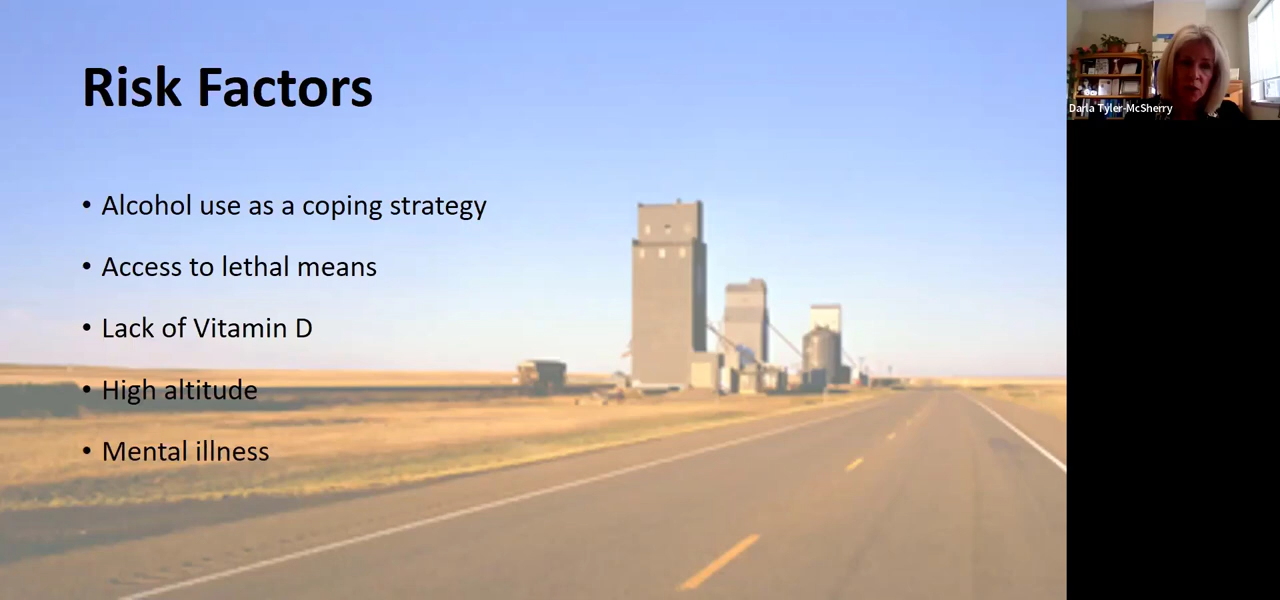 Risk Factors
• Alcohol use as a coping strategy
• Access to lethal means
• Lack of Vitamin D
• High altitude
• Mental illness
Darla Tyler-McSherry